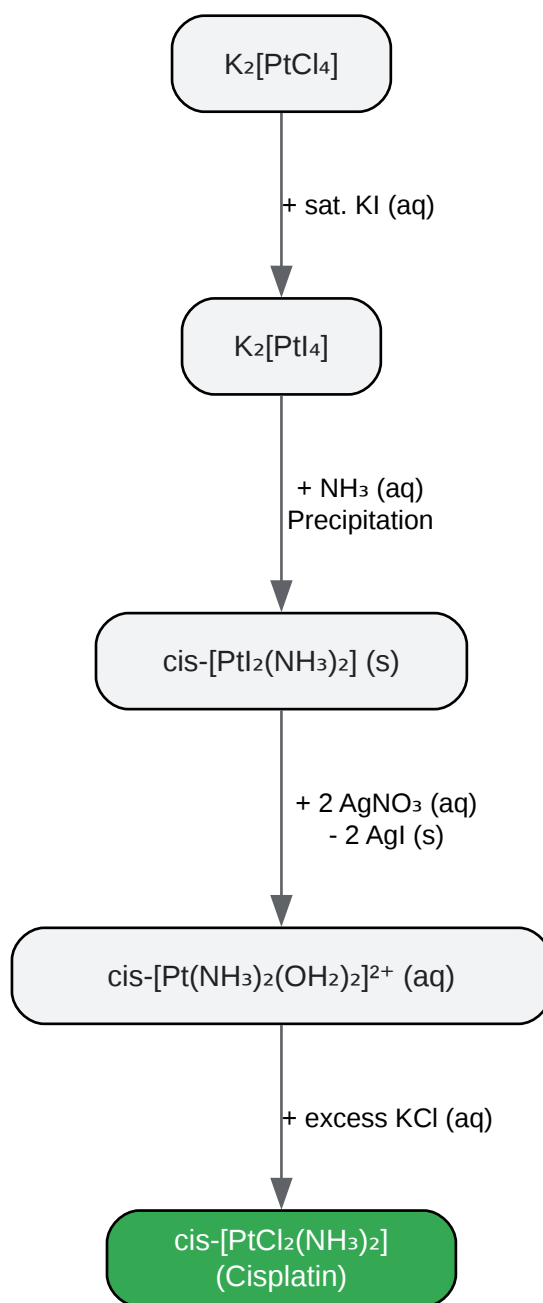 K₂[PtCl₄]
+ sat. KI (aq)
K₂[PtI₄]
+ NH₃ (aq)
Precipitation
cis-[PtI₂(NH₃)₂] (s)
+ 2 AgNO₃ (aq)
- 2 AgI (s)
cis-[Pt(NH₃)₂(OH₂)₂]²⁺ (aq)
+ excess KCl (aq)
cis-[PtCl₂(NH₃)₂]
(Cisplatin)